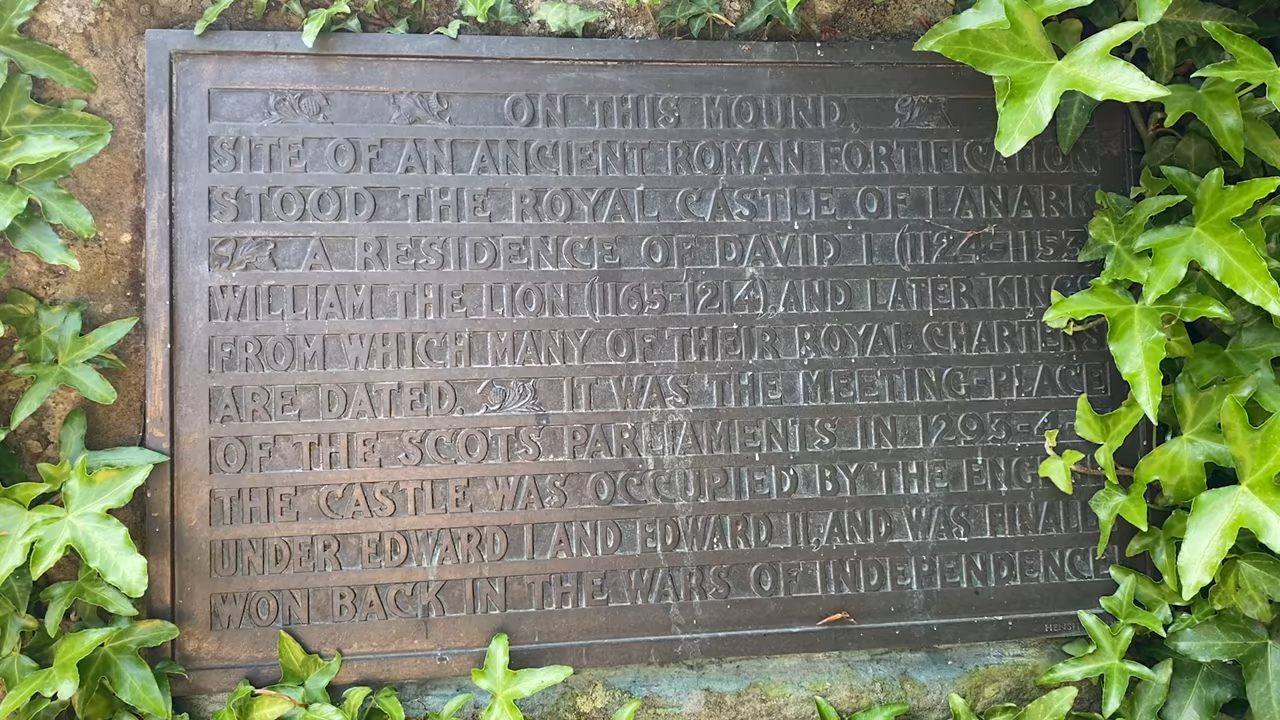 ON THIS MOUND,
SITE OF AN ANCIENT ROMAN FORTIFICATION
STOOD THE ROYAL CASTLE OF LANARK
A RESIDENCE OF DAVID I (1124-1153
WILLIAM THE LION (1165-1214), AND LATER KINGS
FROM WHICH MANY OF THEIR ROYAL CHARTERS
ARE DATED. IT WAS THE MEETING-PLACE
OF THE SCOTS PARLIAMENTS IN 1293-4
THE CASTLE WAS OCCUPIED BY THE ENG
UNDER EDWARD I AND EDWARD II, AND WAS FINALL
WON BACK IN THE WARS OF INDEPENDENCE